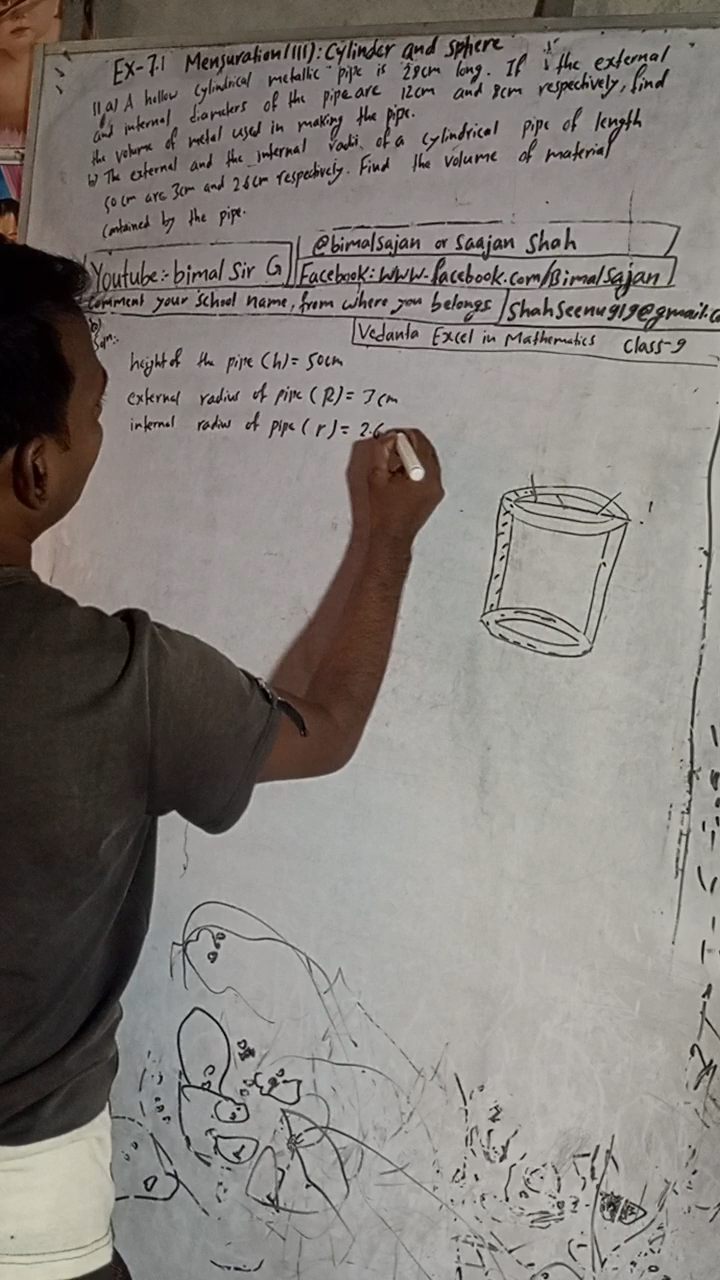 Ex-7.1 Mensuration(III): Cylinder and sphere
11 a) A hollow cylindrical metallic pipe is 28cm long. If the external
and internal diameters of the pipe are 12cm and 8cm respectively, find
the volume of metal used in making the pipe.
b) The external and the internal radii of a cylindrical pipe of length
50cm are 3cm and 2.6cm respectively. Find the volume of material
contained by the pipe.
@bimalsajan or Saajan Shah
Youtube:- bimal Sir G
Facebook: WWW.facebook.com/Bimalsajan
Comment your school name, from where you belongs
Shahseenu919@gmail.c
Vedanta Excel in Mathematics Class-9
height of the pipe (h) = 50cm
external radius of pipe (R) = 3cm
internal radius of pipe (r) = 2.6